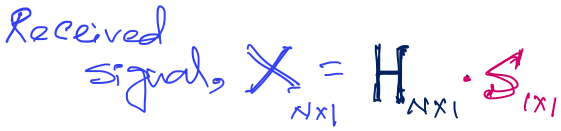 Received
signal, X_{N×1} = H_{N×1} · S_{1×1}